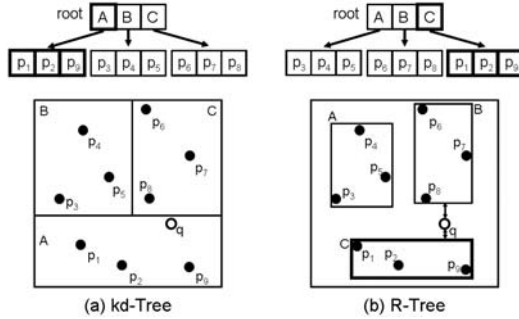 root A B C
p1 p2 p9 p3 p4 p5 p6 p7 p8
B C
p6
p4
p7
p5
p8
p3
q
A
p1
p2
p9
(a) kd-Tree
root A B C
p3 p4 p5 p6 p7 p8 p1 p2 p9
A B
p6
p4
p7
p5
p3 p8
q
C
p1 p2
p9
(b) R-Tree